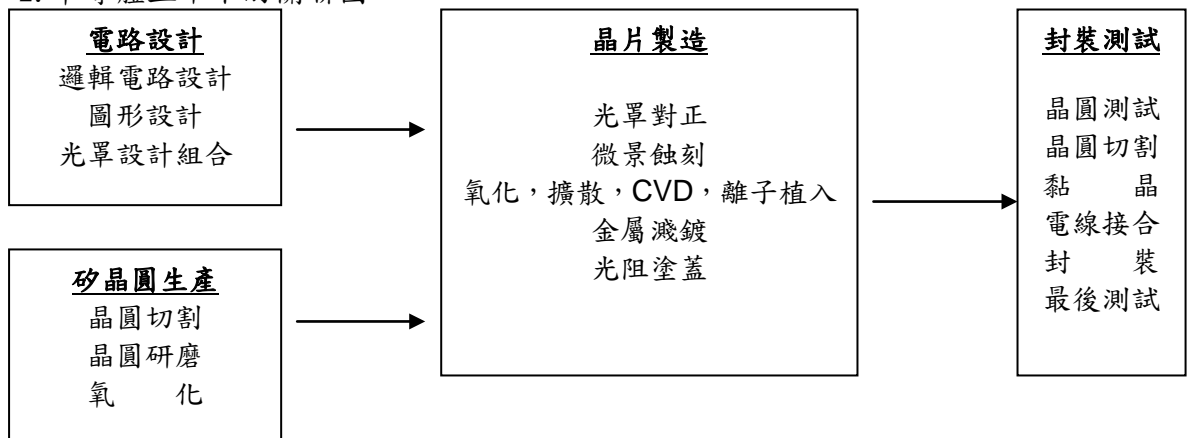 電路設計
邏輯電路設計
圖形設計
光罩設計組合
矽晶圓生產
晶圓切割
晶圓研磨
氧　　化
晶片製造
光罩對正
微景蝕刻
氧化，擴散，CVD，離子植入
金屬濺鍍
光阻塗蓋
封裝測試
晶圓測試
晶圓切割
黏　　晶
電線接合
封　　裝
最後測試